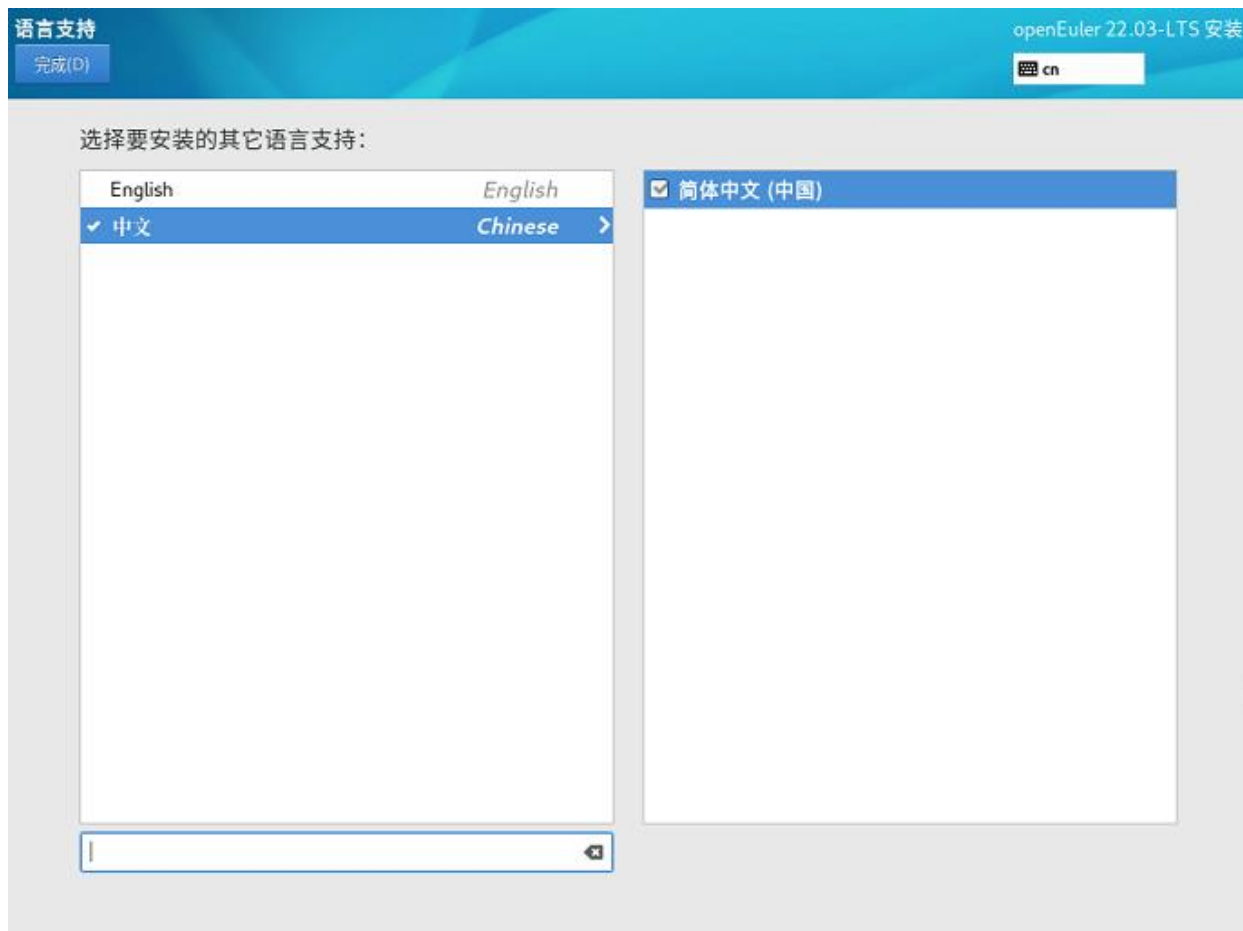 语言支持
openEuler 22.03-LTS 安装
完成(D)
cn
选择要安装的其它语言支持：
English English
中文 Chinese
简体中文 (中国)